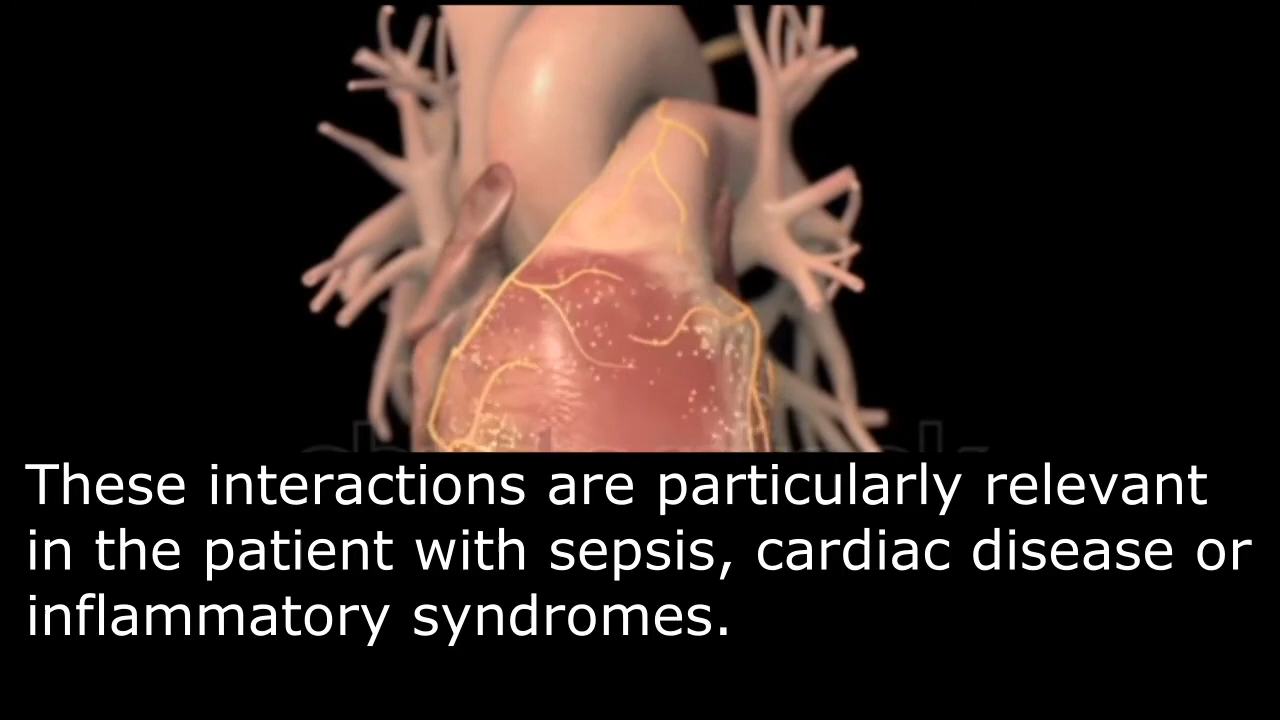 These interactions are particularly relevant
in the patient with sepsis, cardiac disease or
inflammatory syndromes.